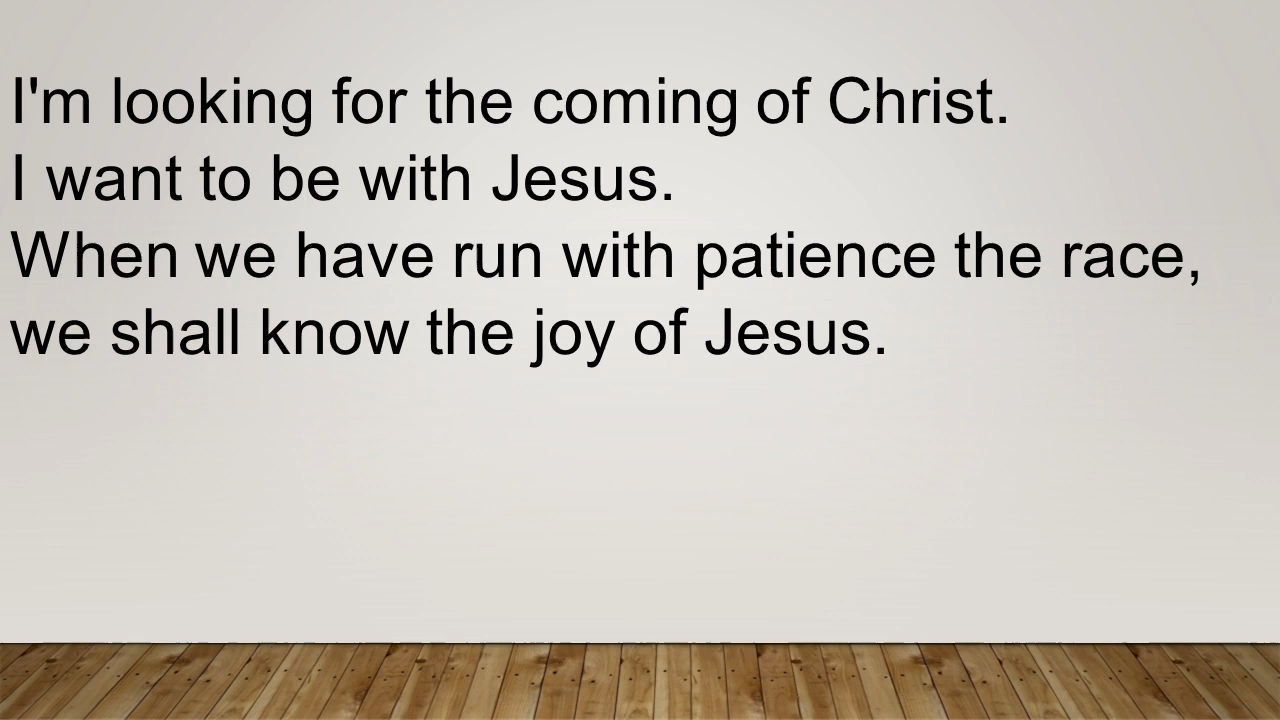 I'm looking for the coming of Christ.
I want to be with Jesus.
When we have run with patience the race,
we shall know the joy of Jesus.